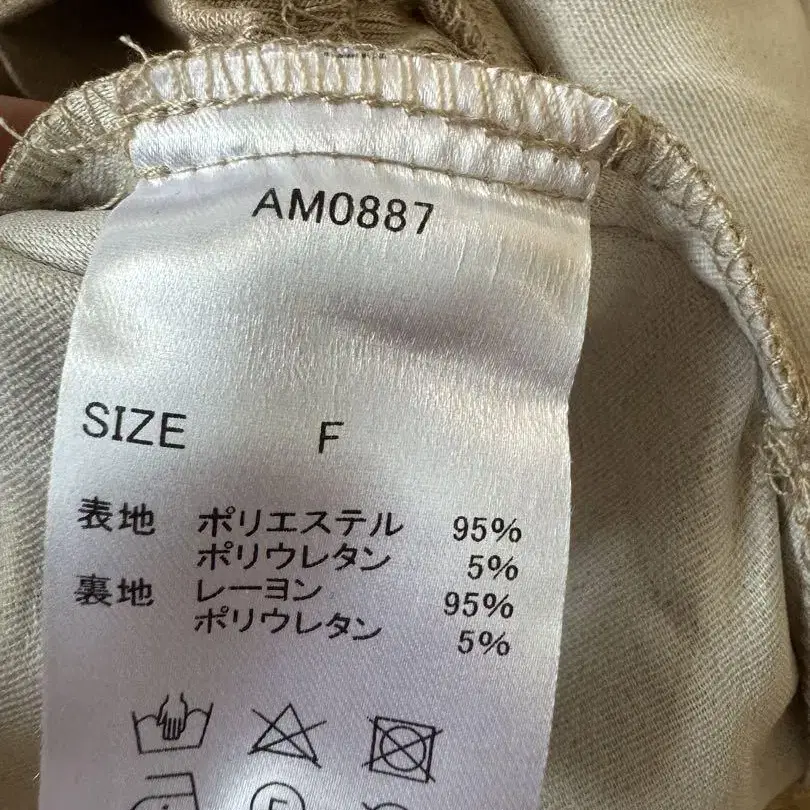 AM0887
SIZE F
表地 ポリエステル 95%
ポリウレタン 5%
裏地 レーヨン 95%
ポリウレタン 5%